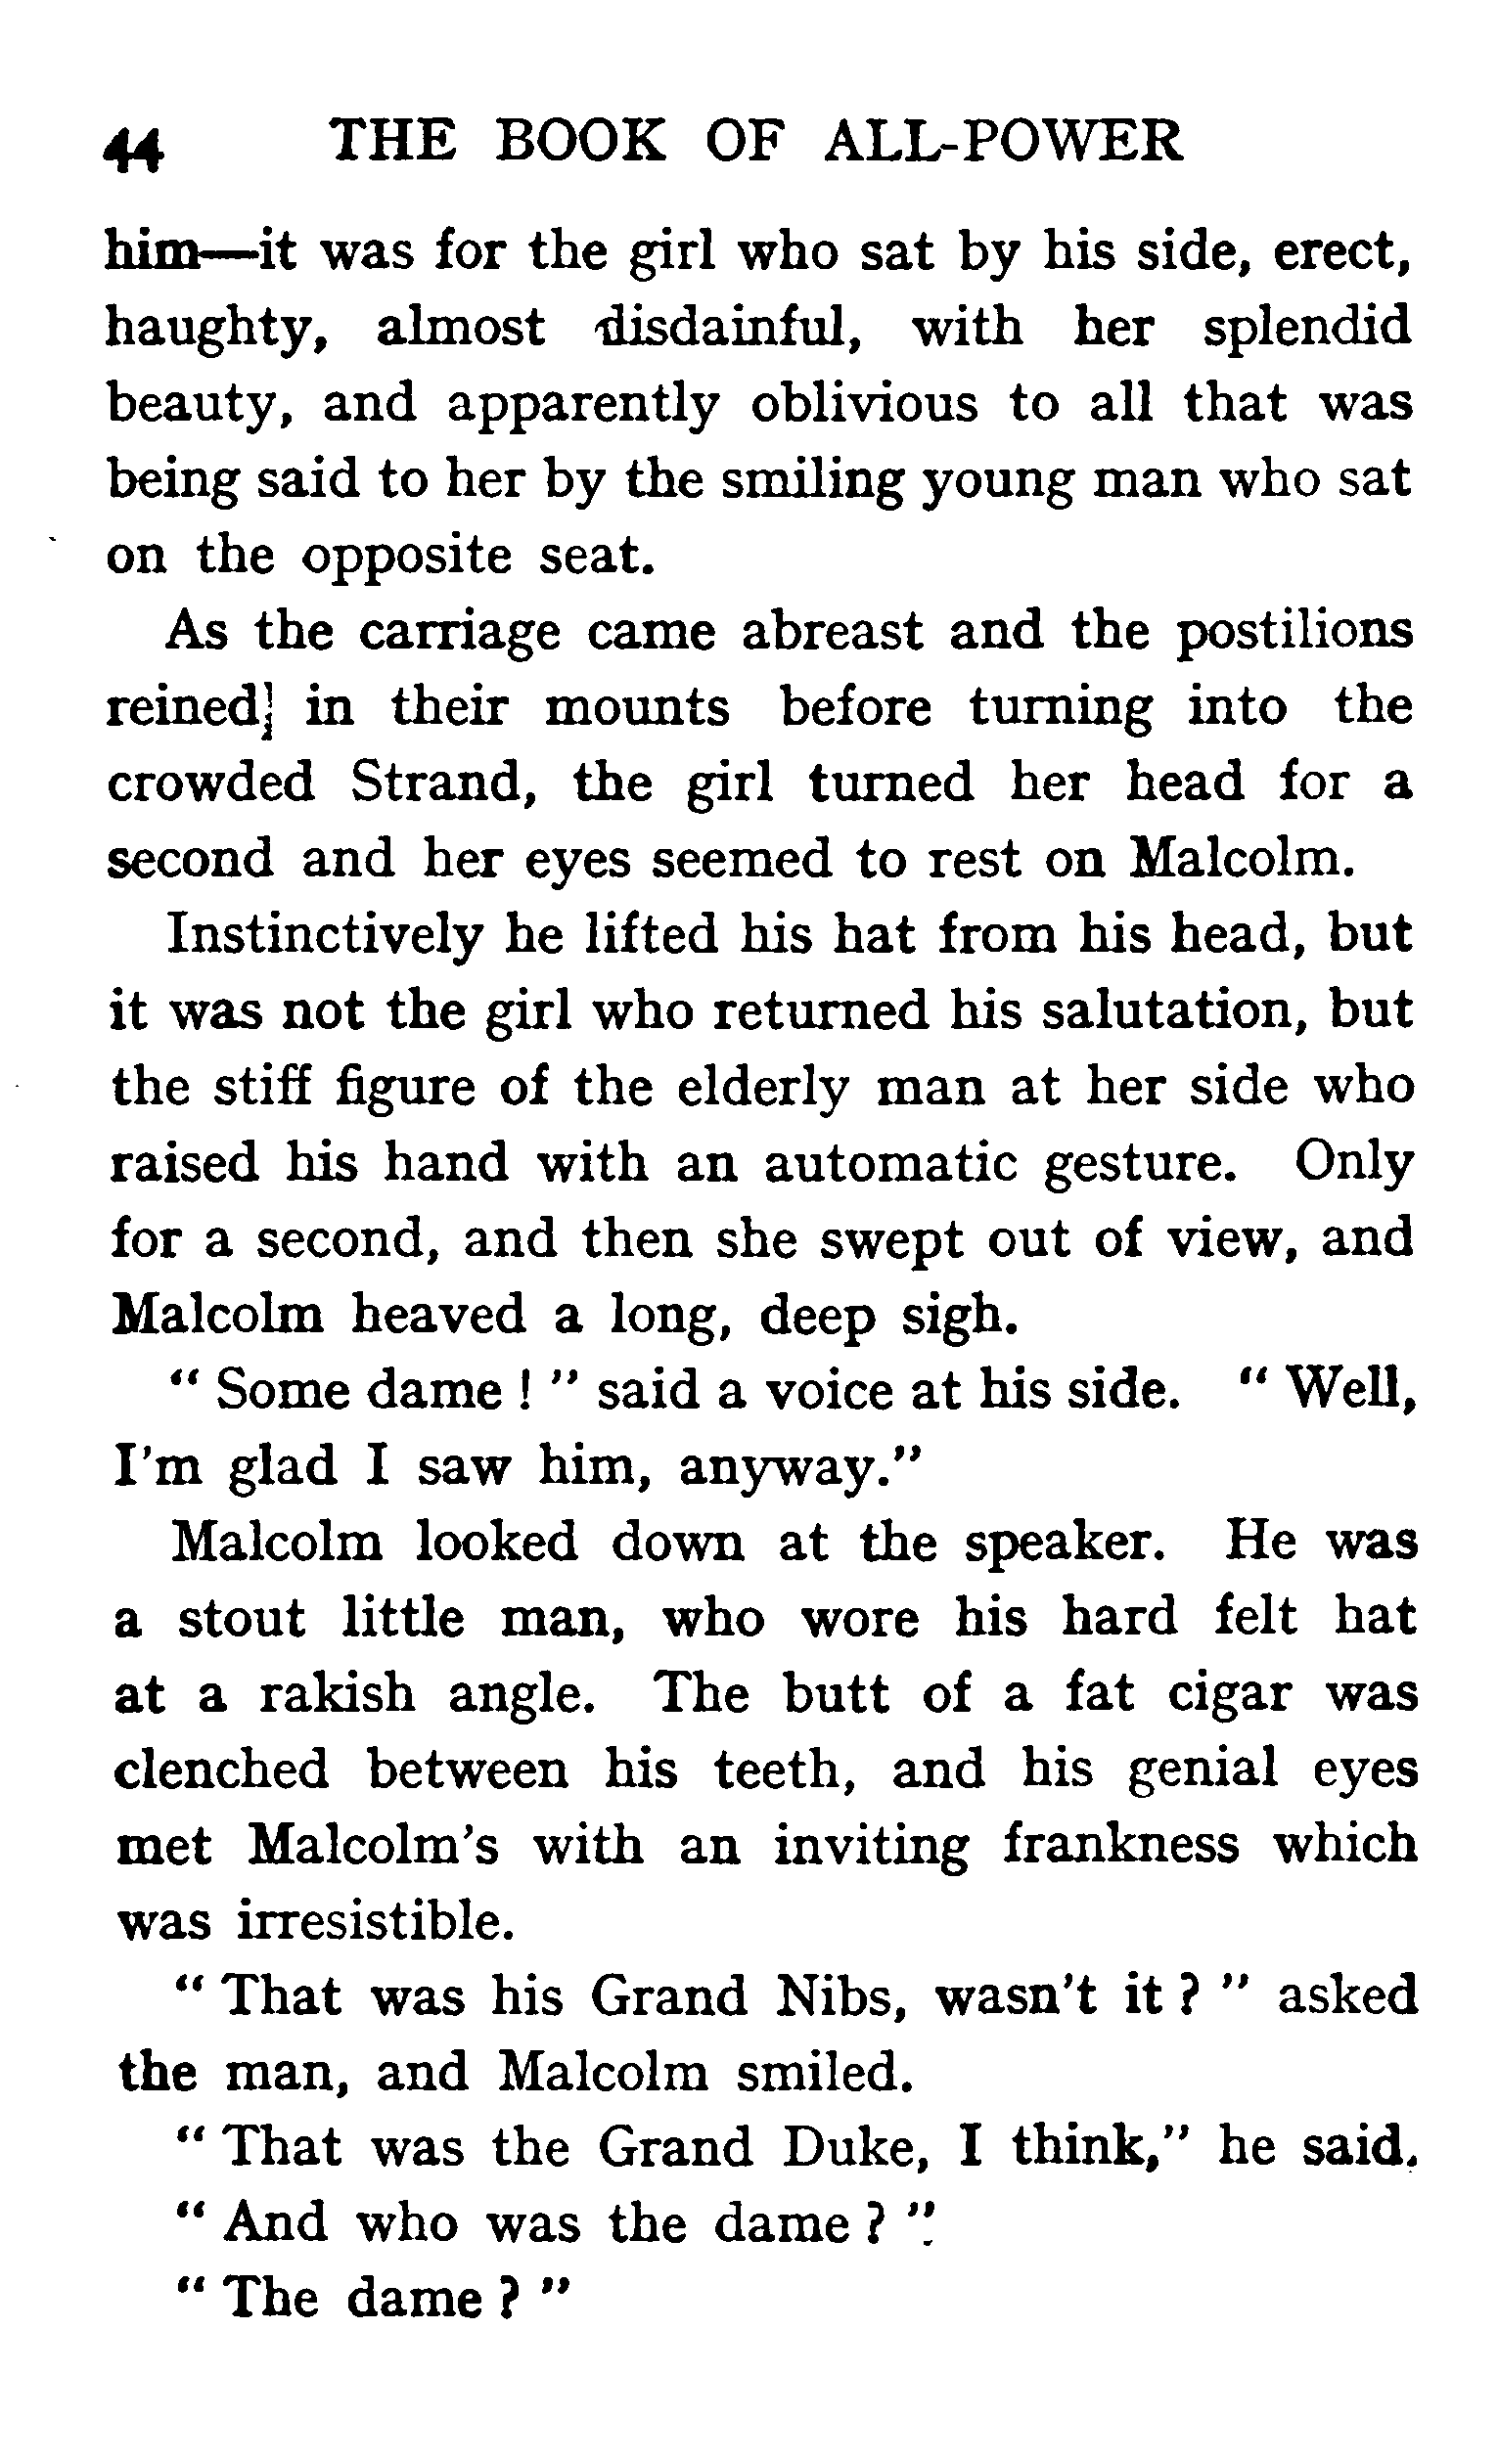 44 THE BOOK OF ALL-POWER
him—it was for the girl who sat by his side, erect,
haughty, almost disdainful, with her splendid
beauty, and apparently oblivious to all that was
being said to her by the smiling young man who sat
on the opposite seat.
As the carriage came abreast and the postilions
reined] in their mounts before turning into the
crowded Strand, the girl turned her head for a
second and her eyes seemed to rest on Malcolm.
Instinctively he lifted his hat from his head, but
it was not the girl who returned his salutation, but
the stiff figure of the elderly man at her side who
raised his hand with an automatic gesture. Only
for a second, and then she swept out of view, and
Malcolm heaved a long, deep sigh.
" Some dame ! " said a voice at his side. " Well,
I'm glad I saw him, anyway."
Malcolm looked down at the speaker. He was
a stout little man, who wore his hard felt hat
at a rakish angle. The butt of a fat cigar was
clenched between his teeth, and his genial eyes
met Malcolm's with an inviting frankness which
was irresistible.
" That was his Grand Nibs, wasn't it ? " asked
the man, and Malcolm smiled.
" That was the Grand Duke, I think," he said.
" And who was the dame ? "
" The dame ? "